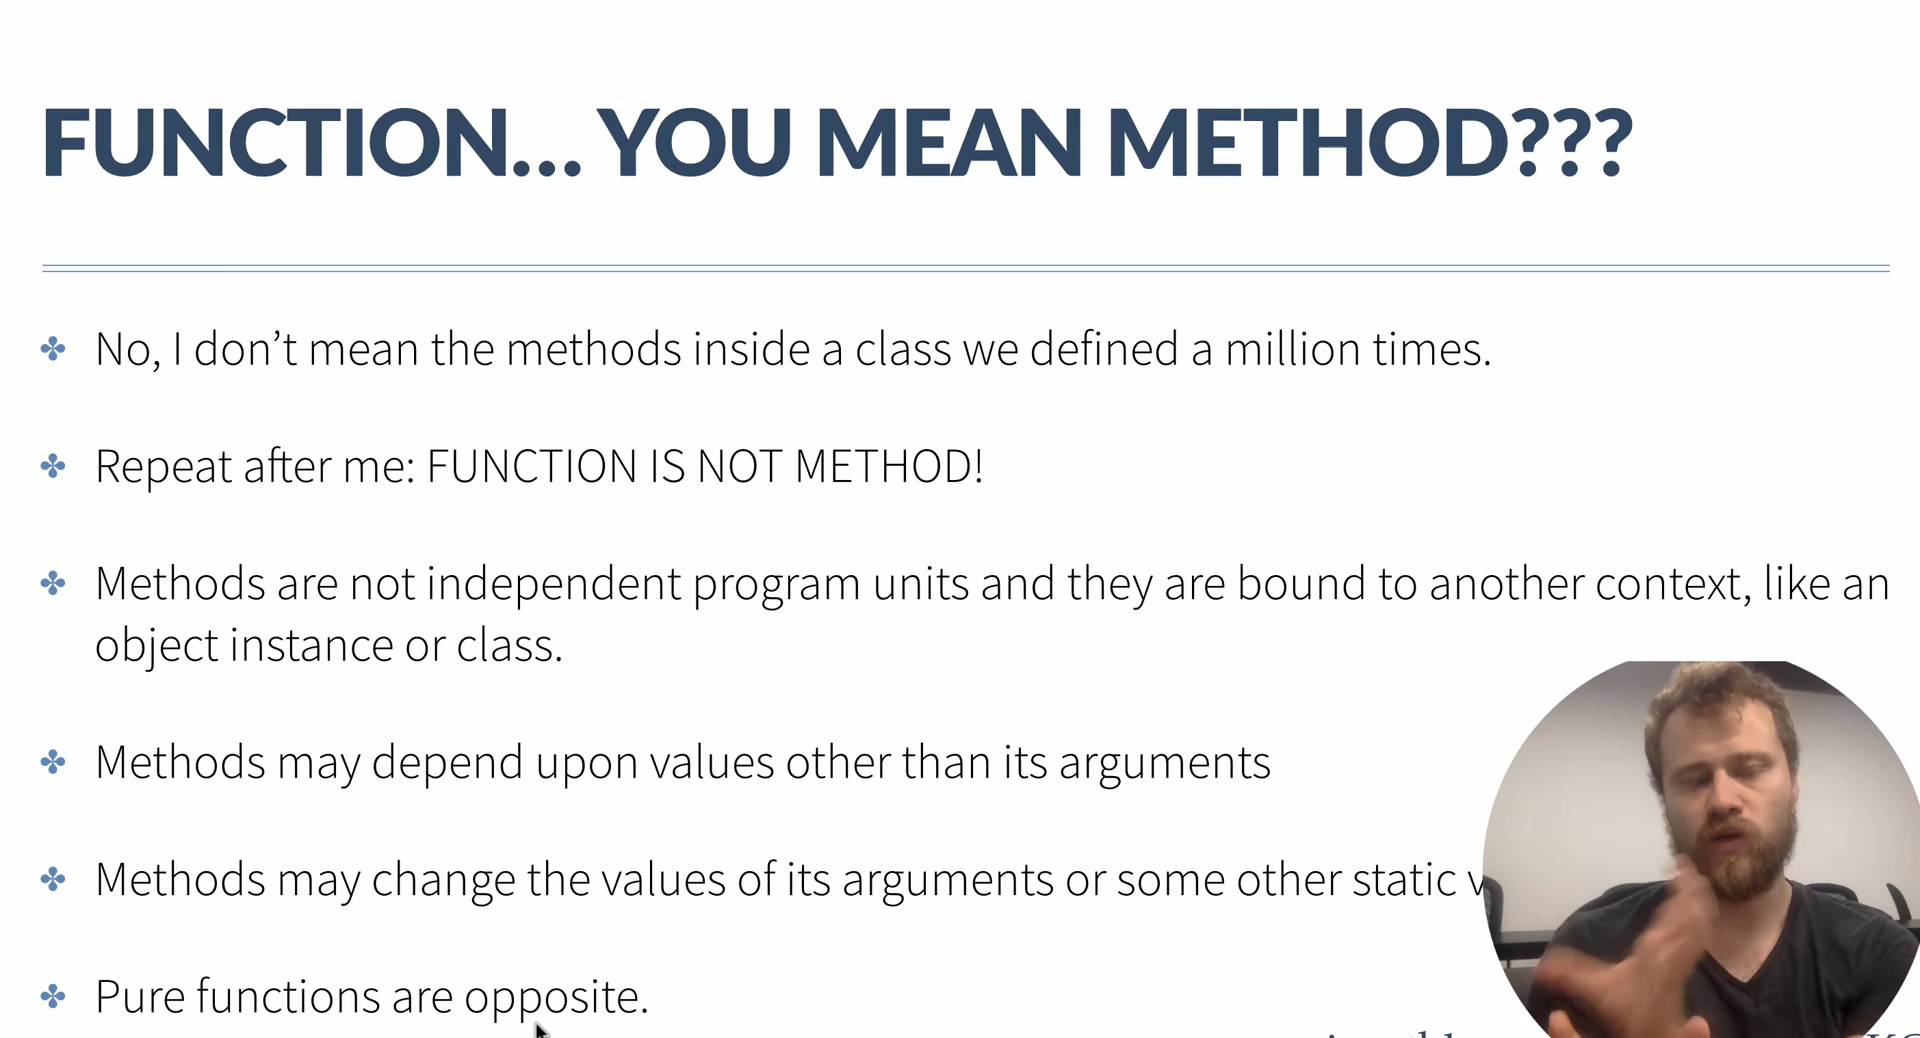 FUNCTION... YOU MEAN METHOD???
No, I don't mean the methods inside a class we defined a million times.
Repeat after me: FUNCTION IS NOT METHOD!
Methods are not independent program units and they are bound to another context, like an
object instance or class.
Methods may depend upon values other than its arguments
Methods may change the values of its arguments or some other static
Pure functions are opposite.